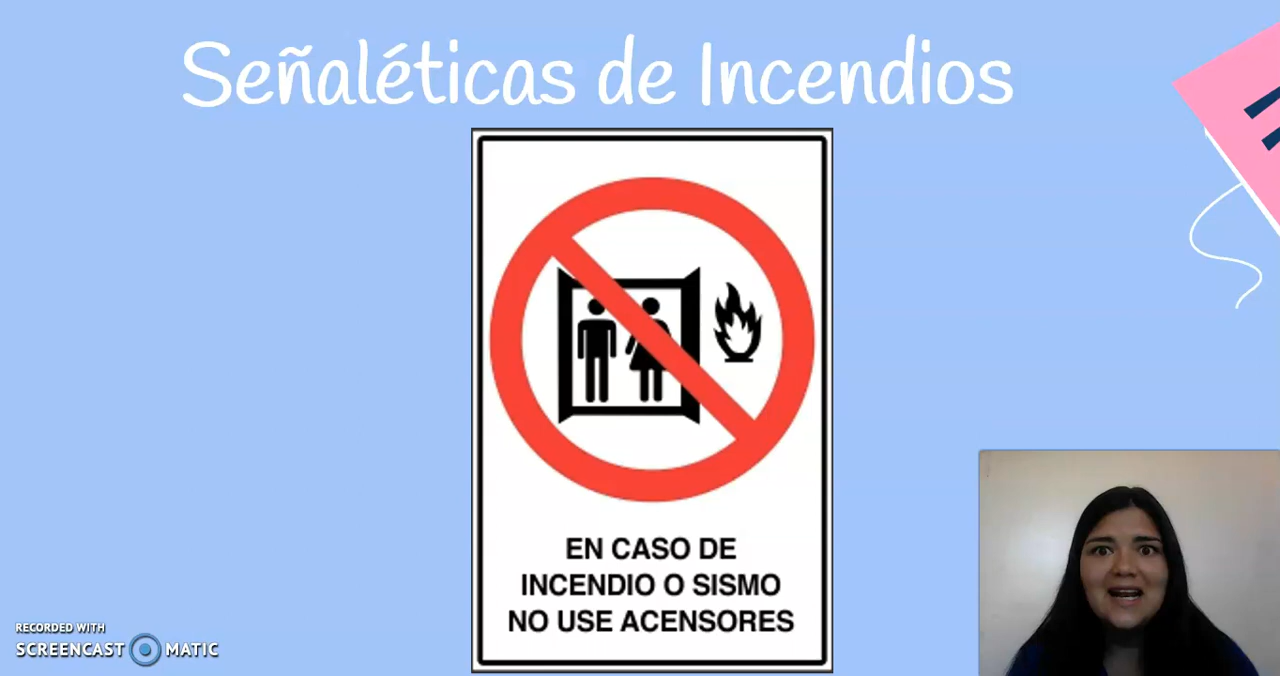 Señaléticas de Incendios
EN CASO DE
INCENDIO O SISMO
NO USE ACENSORES
RECORDED WITH
SCREENCAST MATIC